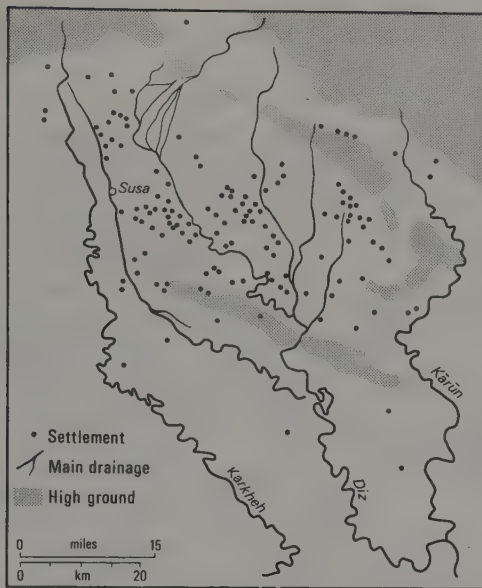 Susa
Kārūn
Settlement
Main drainage
High ground
Karkheh
Diz
0 miles 15
0 km 20